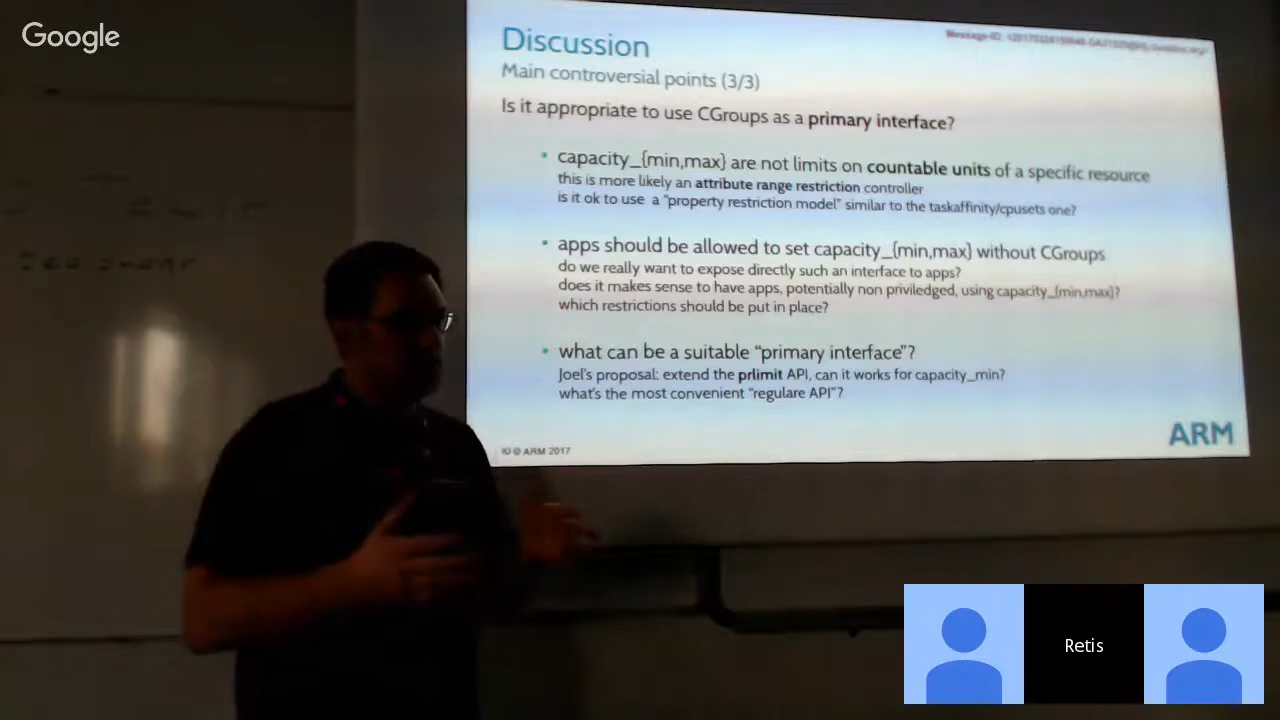 Google
Discussion
Message-ID:
Main controversial points (3/3)
Is it appropriate to use CGroups as a primary interface?
capacity_{min,max} are not limits on countable units of a specific resource
this is more likely an attribute range restriction controller
is it ok to use a “property restriction model” similar to the taskaffinity/cpusets one?
apps should be allowed to set capacity_{min,max} without CGroups
do we really want to expose directly such an interface to apps?
does it makes sense to have apps, potentially non priviledged, using capacity_{min,max}?
which restrictions should be put in place?
what can be a suitable “primary interface”?
Joel's proposal: extend the prlimit API, can it works for capacity_min?
what's the most convenient “regulare API”?
10 © ARM 2017
ARM
Retis